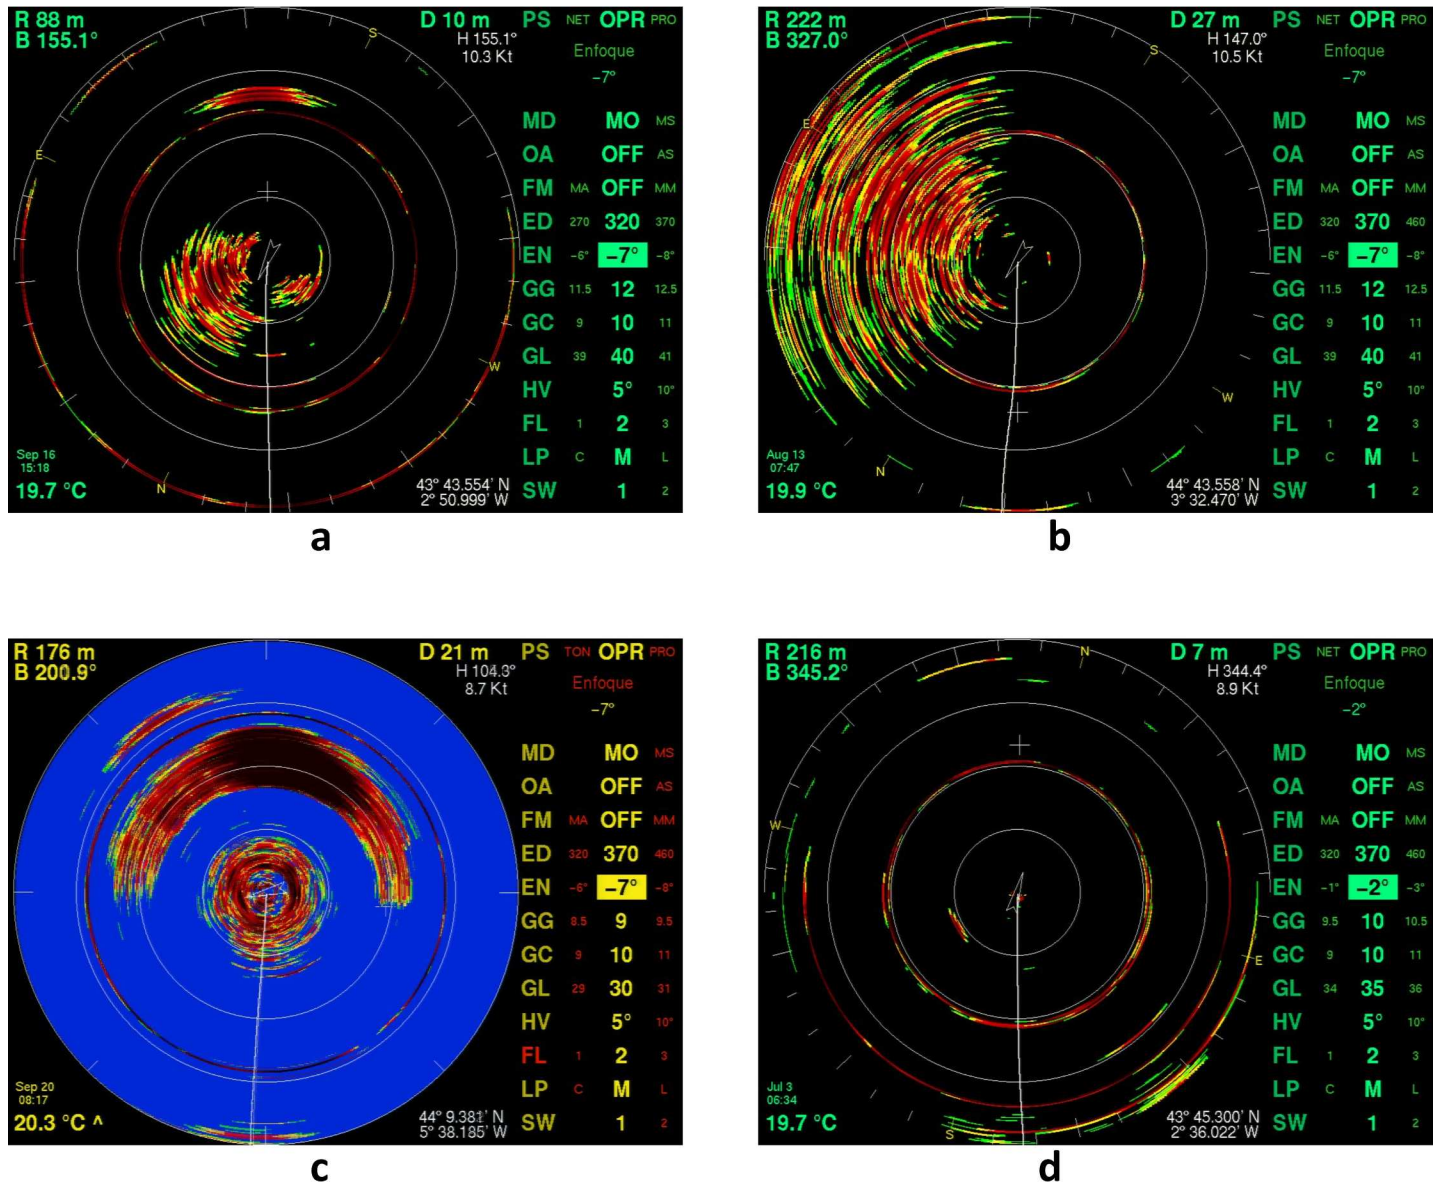 R 88 m D 10 m PS NET OPR PRO
B 155.1° H 155.1°
10.3 Kt
Enfoque
-7°
S
E
W
N
MD MO MS
OA OFF AS
FM MA OFF MM
ED 270 320 370
EN -6° -7° -8°
GG 11.5 12 12.5
GC 9 10 11
GL 39 40 41
HV 5° 10°
FL 1 2 3
LP C M L
SW 1 2
Sep 16
15:18
19.7 °C
43° 43.554' N
2° 50.999' W
a
R 222 m D 27 m PS NET OPR PRO
B 327.0° H 147.0°
10.5 Kt
Enfoque
-7°
S
E
W
N
MD MO MS
OA OFF AS
FM MA OFF MM
ED 320 370 460
EN -6° -7° -8°
GG 11.5 12 12.5
GC 9 10 11
GL 39 40 41
HV 5° 10°
FL 1 2 3
LP C M L
SW 1 2
Aug 13
07:47
19.9 °C
44° 43.558' N
3° 32.470' W
b
R 176 m D 21 m PS TON OPR PRO
B 200.9° H 104.3°
8.7 Kt
Enfoque
-7°
MD MO MS
OA OFF AS
FM MA OFF MM
ED 320 370 460
EN -6° -7° -8°
GG 8.5 9 9.5
GC 9 10 11
GL 29 30 31
HV 5° 10°
FL 1 2 3
LP C M L
SW 1 2
Sep 20
08:17
20.3 °C ^
44° 9.381' N
5° 38.185' W
c
R 216 m D 7 m PS NET OPR PRO
B 345.2° H 344.4°
8.9 Kt
Enfoque
-2°
N
W
E
S
MD MO MS
OA OFF AS
FM MA OFF MM
ED 320 370 460
EN -1° -2° -3°
GG 9.5 10 10.5
GC 9 10 11
GL 34 35 36
HV 5° 10°
FL 1 2 3
LP C M L
SW 1 2
Jul 3
06:34
19.7 °C
43° 45.300' N
2° 36.022' W
d